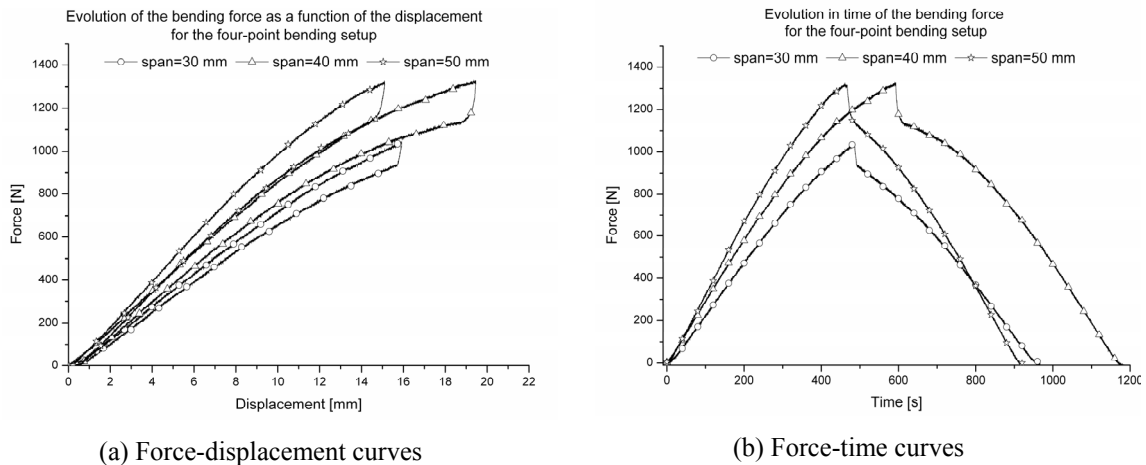 Evolution of the bending force as a function of the displacement
for the four-point bending setup
span=30 mm span=40 mm span=50 mm
1400
1200
1000
800
600
400
200
0
Force [N]
0 2 4 6 8 10 12 14 16 18 20 22
Displacement [mm]
(a) Force-displacement curves
Evolution in time of the bending force
for the four-point bending setup
span=30 mm span=40 mm span=50 mm
1400
1200
1000
800
600
400
200
0
Force [N]
0 200 400 600 800 1000 1200
Time [s]
(b) Force-time curves